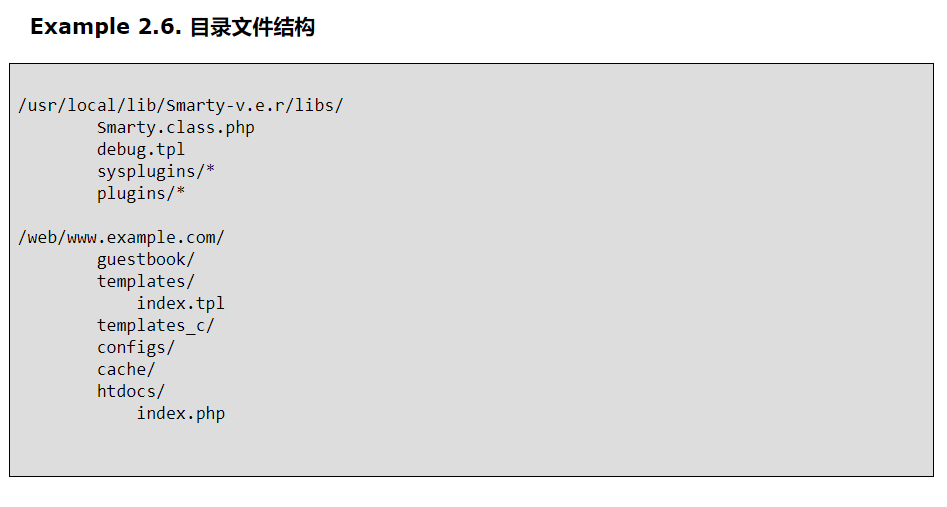 Example 2.6. 目录文件结构
/usr/local/lib/Smarty-v.e.r/libs/
        Smarty.class.php
        debug.tpl
        sysplugins/*
        plugins/*

/web/www.example.com/
        guestbook/
        templates/
            index.tpl
        templates_c/
        configs/
        cache/
        htdocs/
            index.php